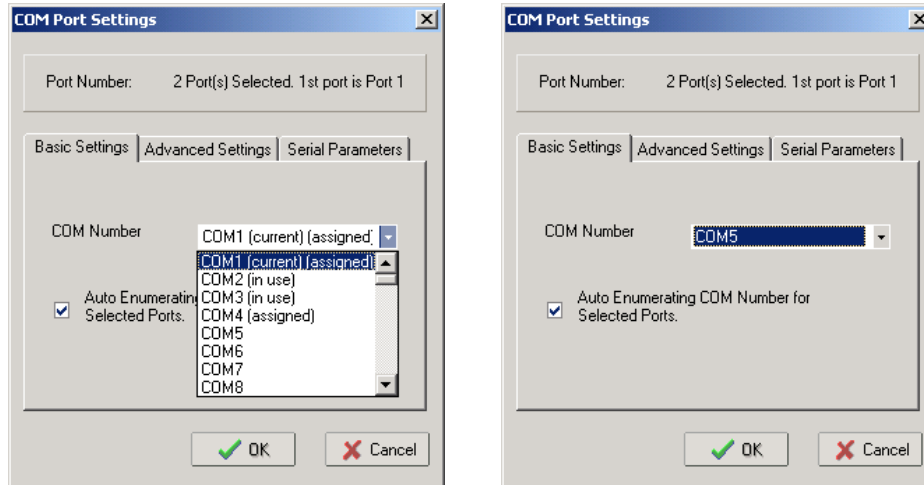 COM Port Settings
Port Number: 2 Port(s) Selected. 1st port is Port 1
Basic Settings Advanced Settings Serial Parameters
COM Number COM1 (current) (assigned)
COM1 (current) (assigned)
COM2 (in use)
COM3 (in use)
COM4 (assigned)
COM5
COM6
COM7
COM8
Auto Enumerating
Selected Ports.
OK Cancel
COM Port Settings
Port Number: 2 Port(s) Selected. 1st port is Port 1
Basic Settings Advanced Settings Serial Parameters
COM Number COM5
Auto Enumerating COM Number for
Selected Ports.
OK Cancel